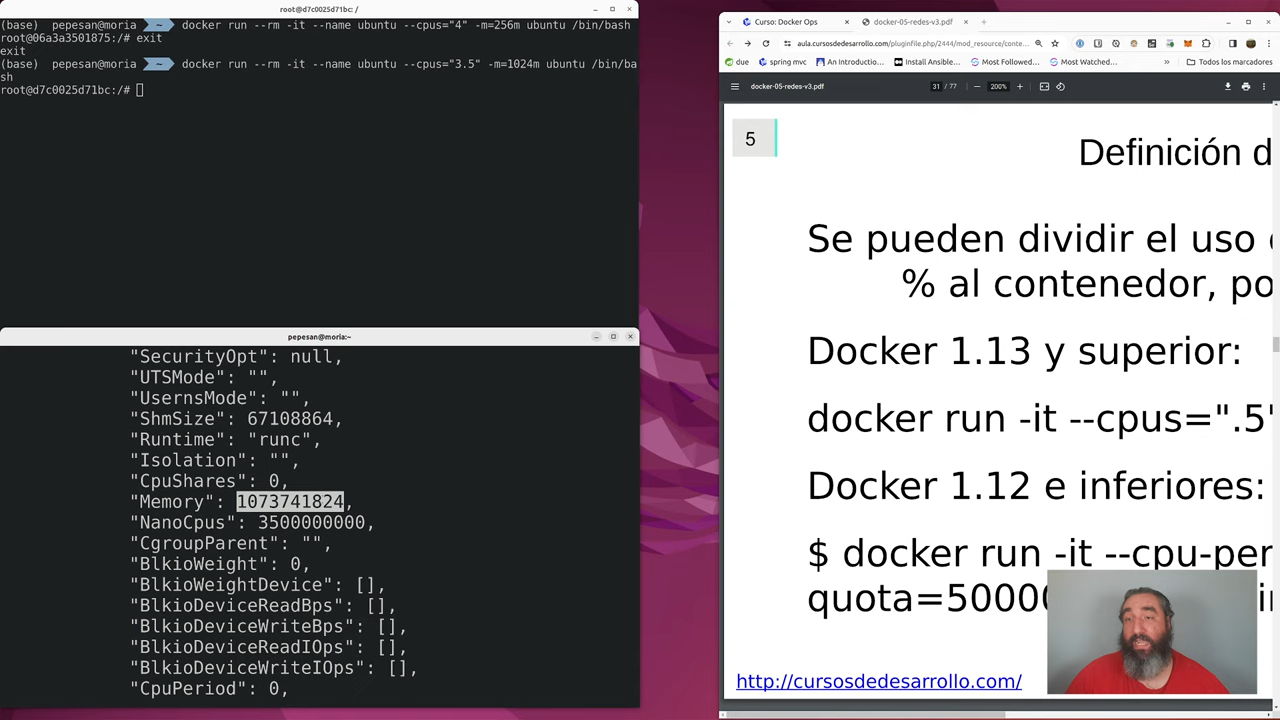 root@d7c0025d71bc: /
(base) pepesan@moria ~ docker run --rm -it --name ubuntu --cpus="4" -m=256m ubuntu /bin/bash
root@06a3a3501875:/# exit
exit
(base) pepesan@moria ~ docker run --rm -it --name ubuntu --cpus="3.5" -m=1024m ubuntu /bin/ba
sh
root@d7c0025d71bc:/#
pepesan@moria:~
"SecurityOpt": null,
"UTSMode": "",
"UsernsMode": "",
"ShmSize": 67108864,
"Runtime": "runc",
"Isolation": "",
"CpuShares": 0,
"Memory": 1073741824,
"NanoCpus": 3500000000,
"CgroupParent": "",
"BlkioWeight": 0,
"BlkioWeightDevice": [],
"BlkioDeviceReadBps": [],
"BlkioDeviceWriteBps": [],
"BlkioDeviceReadIOps": [],
"BlkioDeviceWriteIOps": [],
"CpuPeriod": 0,
Curso: Docker Ops
docker-05-redes-v3.pdf
aula.cursosdedesarrollo.com/pluginfile.php/2444/mod_resource/conte...
due
spring mvc
An Introductio...
Install Ansible...
Most Followed...
Most Watched...
»
Todos los marcadores
docker-05-redes-v3.pdf
31 / 77
200%
5
Definición d
Se pueden dividir el uso
% al contenedor, po
Docker 1.13 y superior:
docker run -it --cpus=".5"
Docker 1.12 e inferiores:
$ docker run -it --cpu-per
quota=50000
http://cursosdedesarrollo.com/